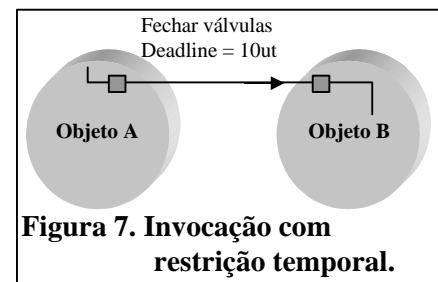 Fechar válvulas
Deadline = 10ut
Objeto A
Objeto B
Figura 7. Invocação com
restrição temporal.